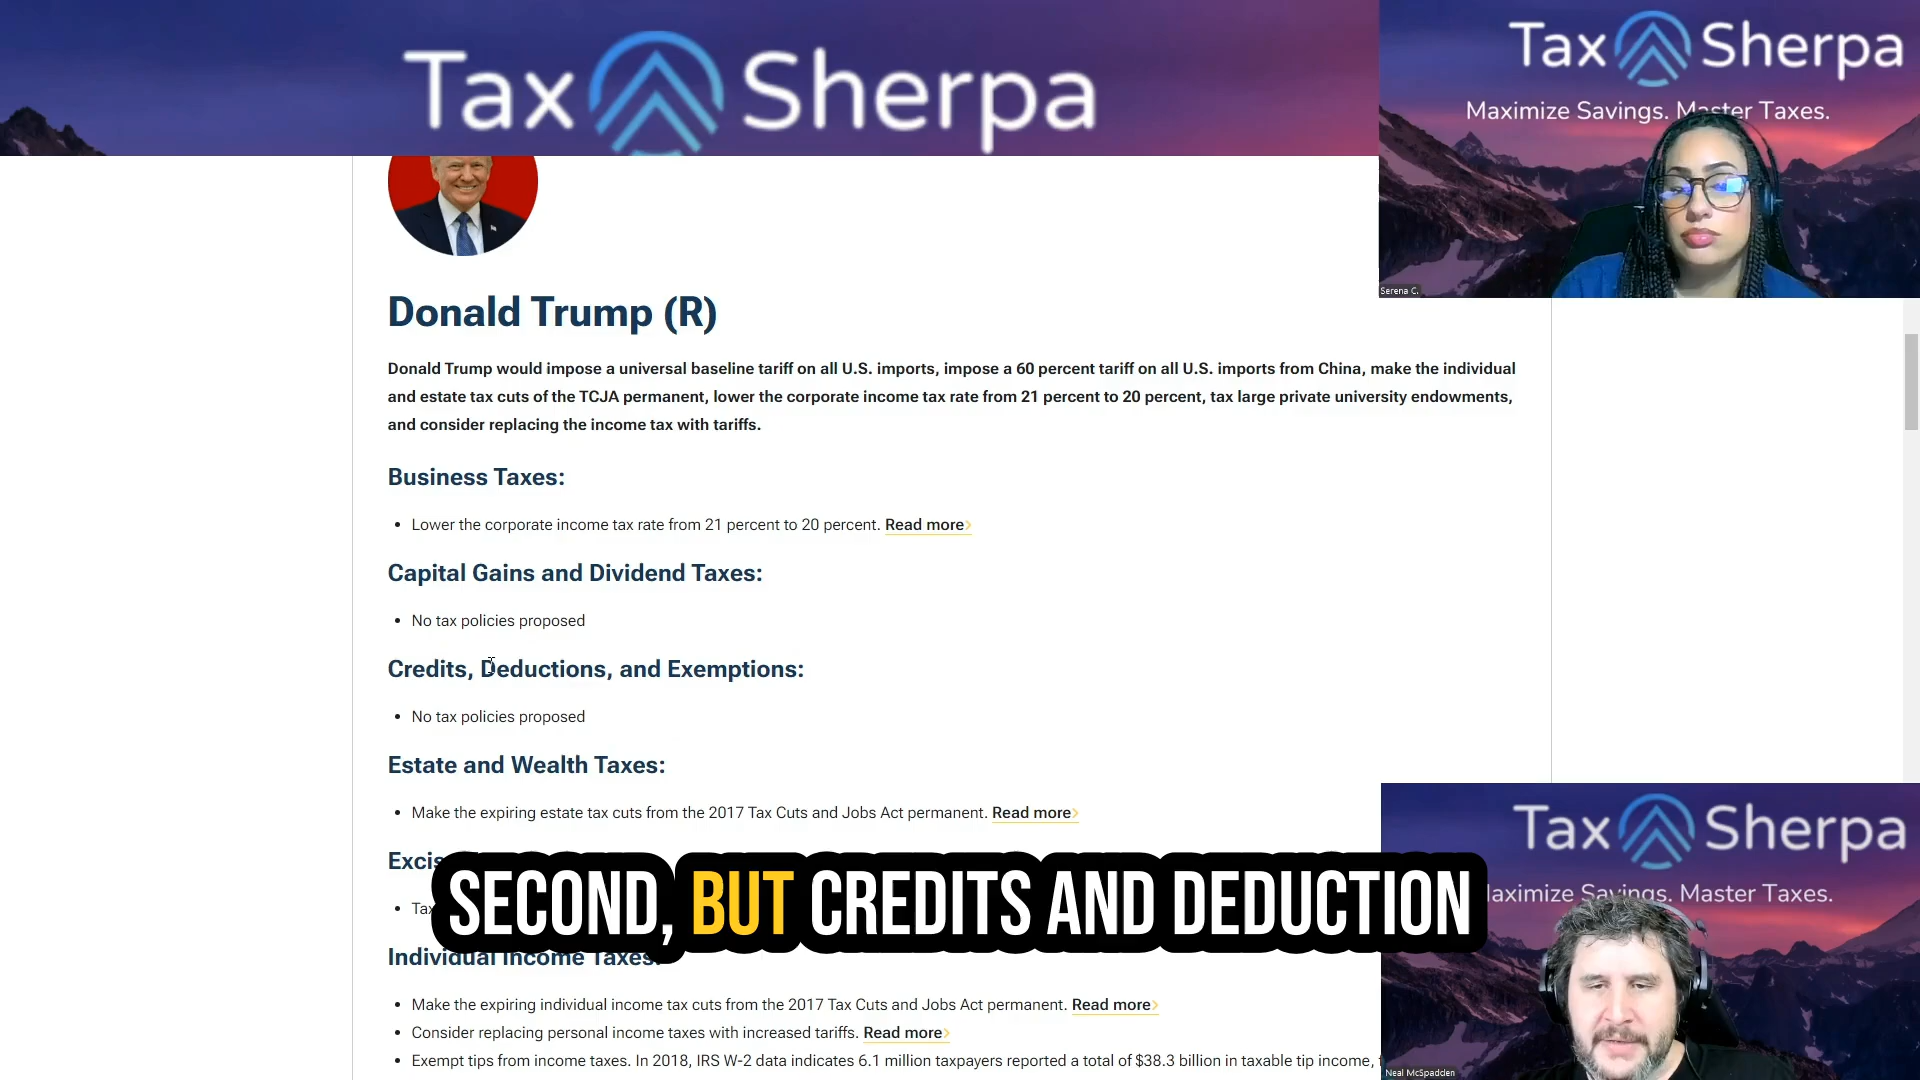 Tax Sherpa
Tax Sherpa
Maximize Savings. Master Taxes.
Serena C.
Donald Trump (R)
Donald Trump would impose a universal baseline tariff on all U.S. imports, impose a 60 percent tariff on all U.S. imports from China, make the individual
and estate tax cuts of the TCJA permanent, lower the corporate income tax rate from 21 percent to 20 percent, tax large private university endowments,
and consider replacing the income tax with tariffs.
Business Taxes:
• Lower the corporate income tax rate from 21 percent to 20 percent. Read more›
Capital Gains and Dividend Taxes:
• No tax policies proposed
Credits, Deductions, and Exemptions:
• No tax policies proposed
Estate and Wealth Taxes:
• Make the expiring estate tax cuts from the 2017 Tax Cuts and Jobs Act permanent. Read more›
SECOND, BUT CREDITS AND DEDUCTION
Individual Income Taxes:
• Make the expiring individual income tax cuts from the 2017 Tax Cuts and Jobs Act permanent. Read more›
• Consider replacing personal income taxes with increased tariffs. Read more›
• Exempt tips from income taxes. In 2018, IRS W-2 data indicates 6.1 million taxpayers reported a total of $38.3 billion in taxable tip income,
Tax Sherpa
aximize Savings. Master Taxes.
Neal McSpadden